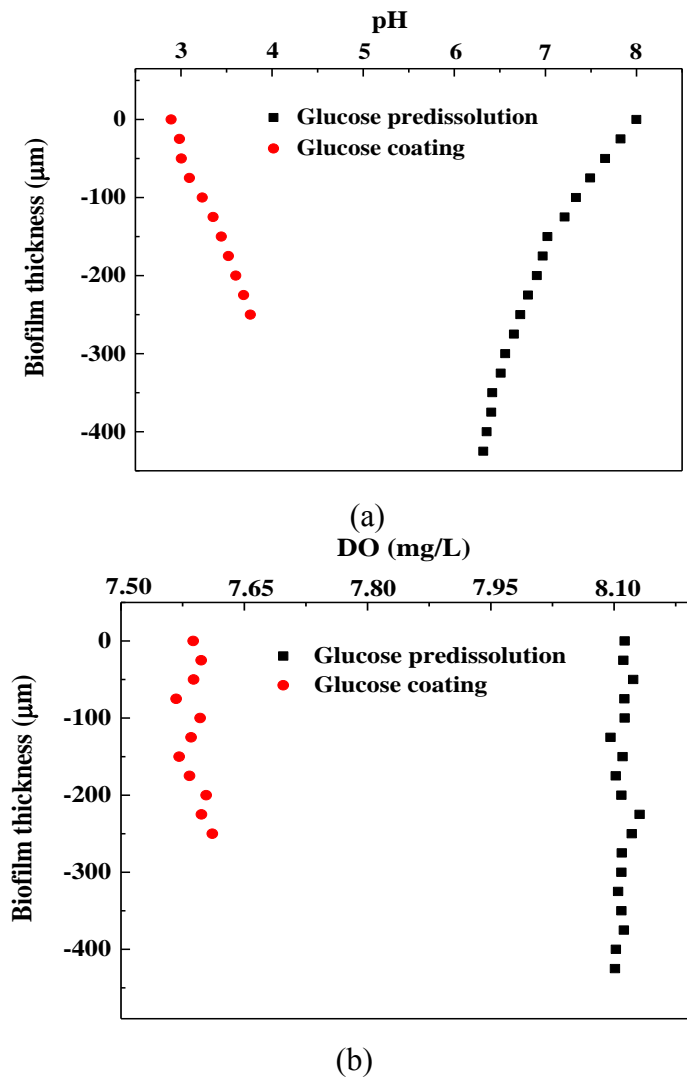 pH
3 4 5 6 7 8
0
Glucose predissolution
Glucose coating
-100
-200
-300
-400
Biofilm thickness (μm)
(a)
DO (mg/L)
7.50 7.65 7.80 7.95 8.10
0
Glucose predissolution
Glucose coating
-100
-200
-300
-400
Biofilm thickness (μm)
(b)